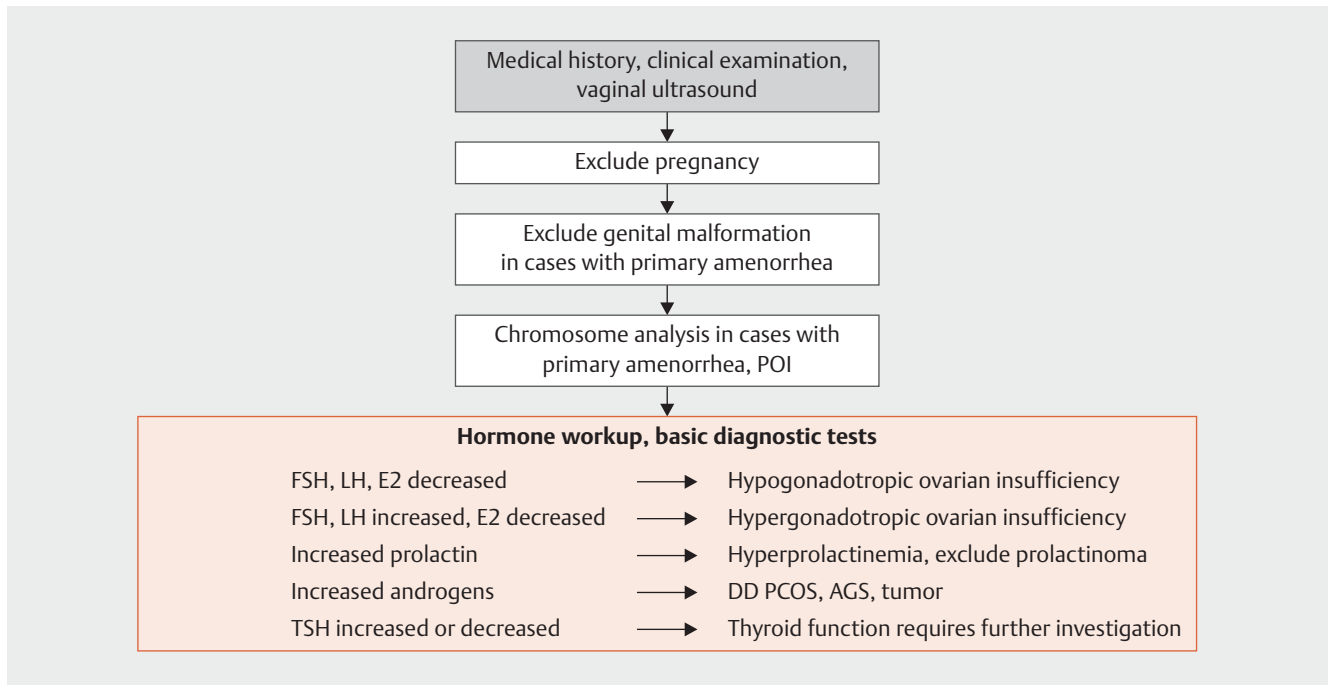 Medical history, clinical examination,
vaginal ultrasound
Exclude pregnancy
Exclude genital malformation
in cases with primary amenorrhea
Chromosome analysis in cases with
primary amenorrhea, POI
Hormone workup, basic diagnostic tests
FSH, LH, E2 decreased Hypogonadotropic ovarian insufficiency
FSH, LH increased, E2 decreased Hypergonadotropic ovarian insufficiency
Increased prolactin Hyperprolactinemia, exclude prolactinoma
Increased androgens DD PCOS, AGS, tumor
TSH increased or decreased Thyroid function requires further investigation